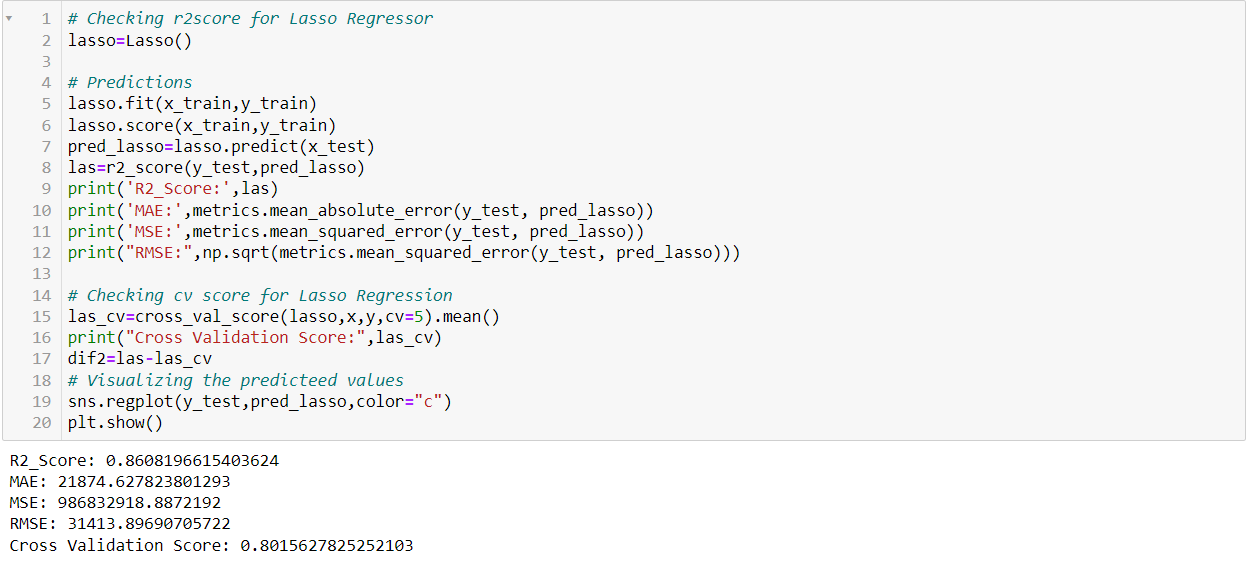 1 # Checking r2score for Lasso Regressor
2 lasso=Lasso()
3
4 # Predictions
5 lasso.fit(x_train,y_train)
6 lasso.score(x_train,y_train)
7 pred_lasso=lasso.predict(x_test)
8 las=r2_score(y_test,pred_lasso)
9 print('R2_Score:',las)
10 print('MAE:',metrics.mean_absolute_error(y_test, pred_lasso))
11 print('MSE:',metrics.mean_squared_error(y_test, pred_lasso))
12 print("RMSE:",np.sqrt(metrics.mean_squared_error(y_test, pred_lasso)))
13
14 # Checking cv score for Lasso Regression
15 las_cv=cross_val_score(lasso,x,y,cv=5).mean()
16 print("Cross Validation Score:",las_cv)
17 dif2=las-las_cv
18 # Visualizing the predicteed values
19 sns.regplot(y_test,pred_lasso,color="c")
20 plt.show()
R2_Score: 0.8608196615403624
MAE: 21874.627823801293
MSE: 986832918.8872192
RMSE: 31413.89690705722
Cross Validation Score: 0.8015627825252103